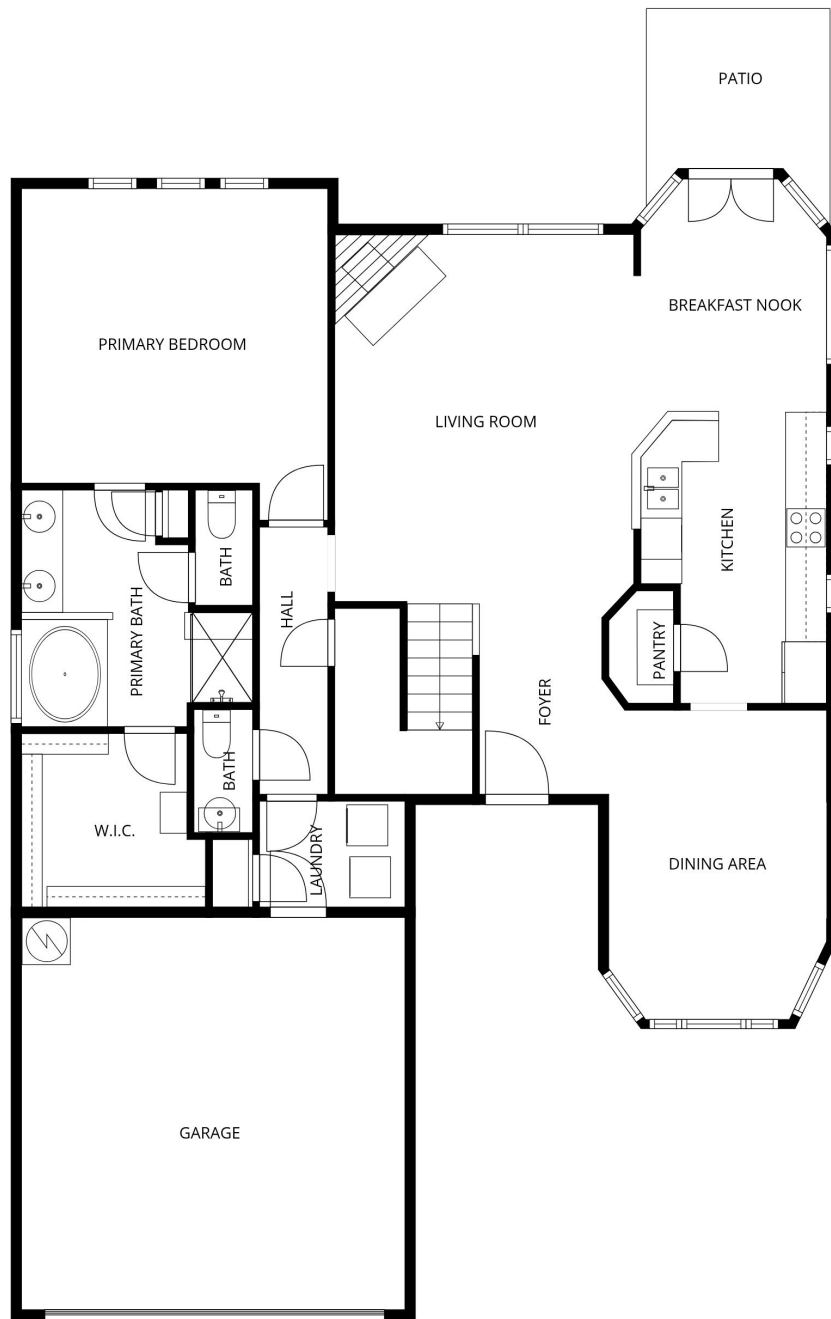 PATIO
BREAKFAST NOOK
PRIMARY BEDROOM
LIVING ROOM
KITCHEN
BATH
HALL
PRIMARY BATH
PANTRY
FOYER
BATH
W.I.C.
LAUNDRY
DINING AREA
GARAGE